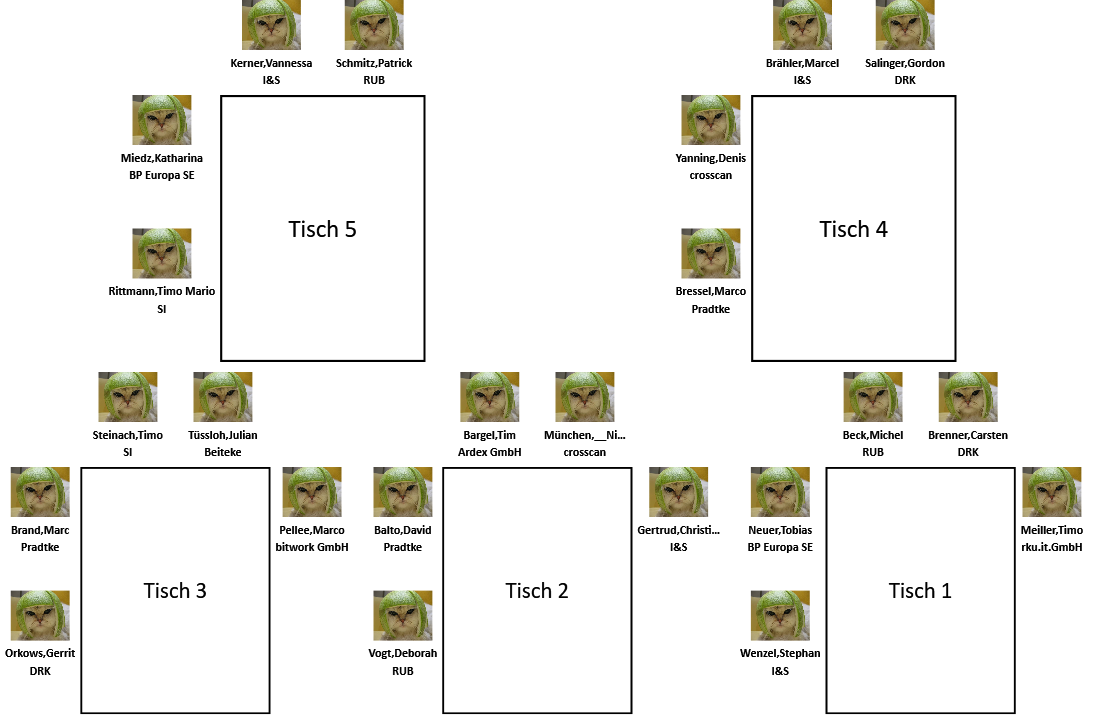 Kerner,Vannessa
I&S
Schmitz,Patrick
RUB
Brähler,Marcel
I&S
Salinger,Gordon
DRK
Miedz,Katharina
BP Europa SE
Rittmann,Timo Mario
SI
Tisch 5
Yanning,Denis
crosscan
Bressel,Marco
Pradtke
Tisch 4
Steinach,Timo
SI
Tüssloh,Julian
Beiteke
Bargel,Tim
Ardex GmbH
München,__Ni...
crosscan
Beck,Michel
RUB
Brenner,Carsten
DRK
Brand,Marc
Pradtke
Orkows,Gerrit
DRK
Tisch 3
Pellee,Marco
bitwork GmbH
Balto,David
Pradtke
Vogt,Deborah
RUB
Tisch 2
Gertrud,Christi...
I&S
Neuer,Tobias
BP Europa SE
Wenzel,Stephan
I&S
Tisch 1
Meiller,Timo
rku.it.GmbH